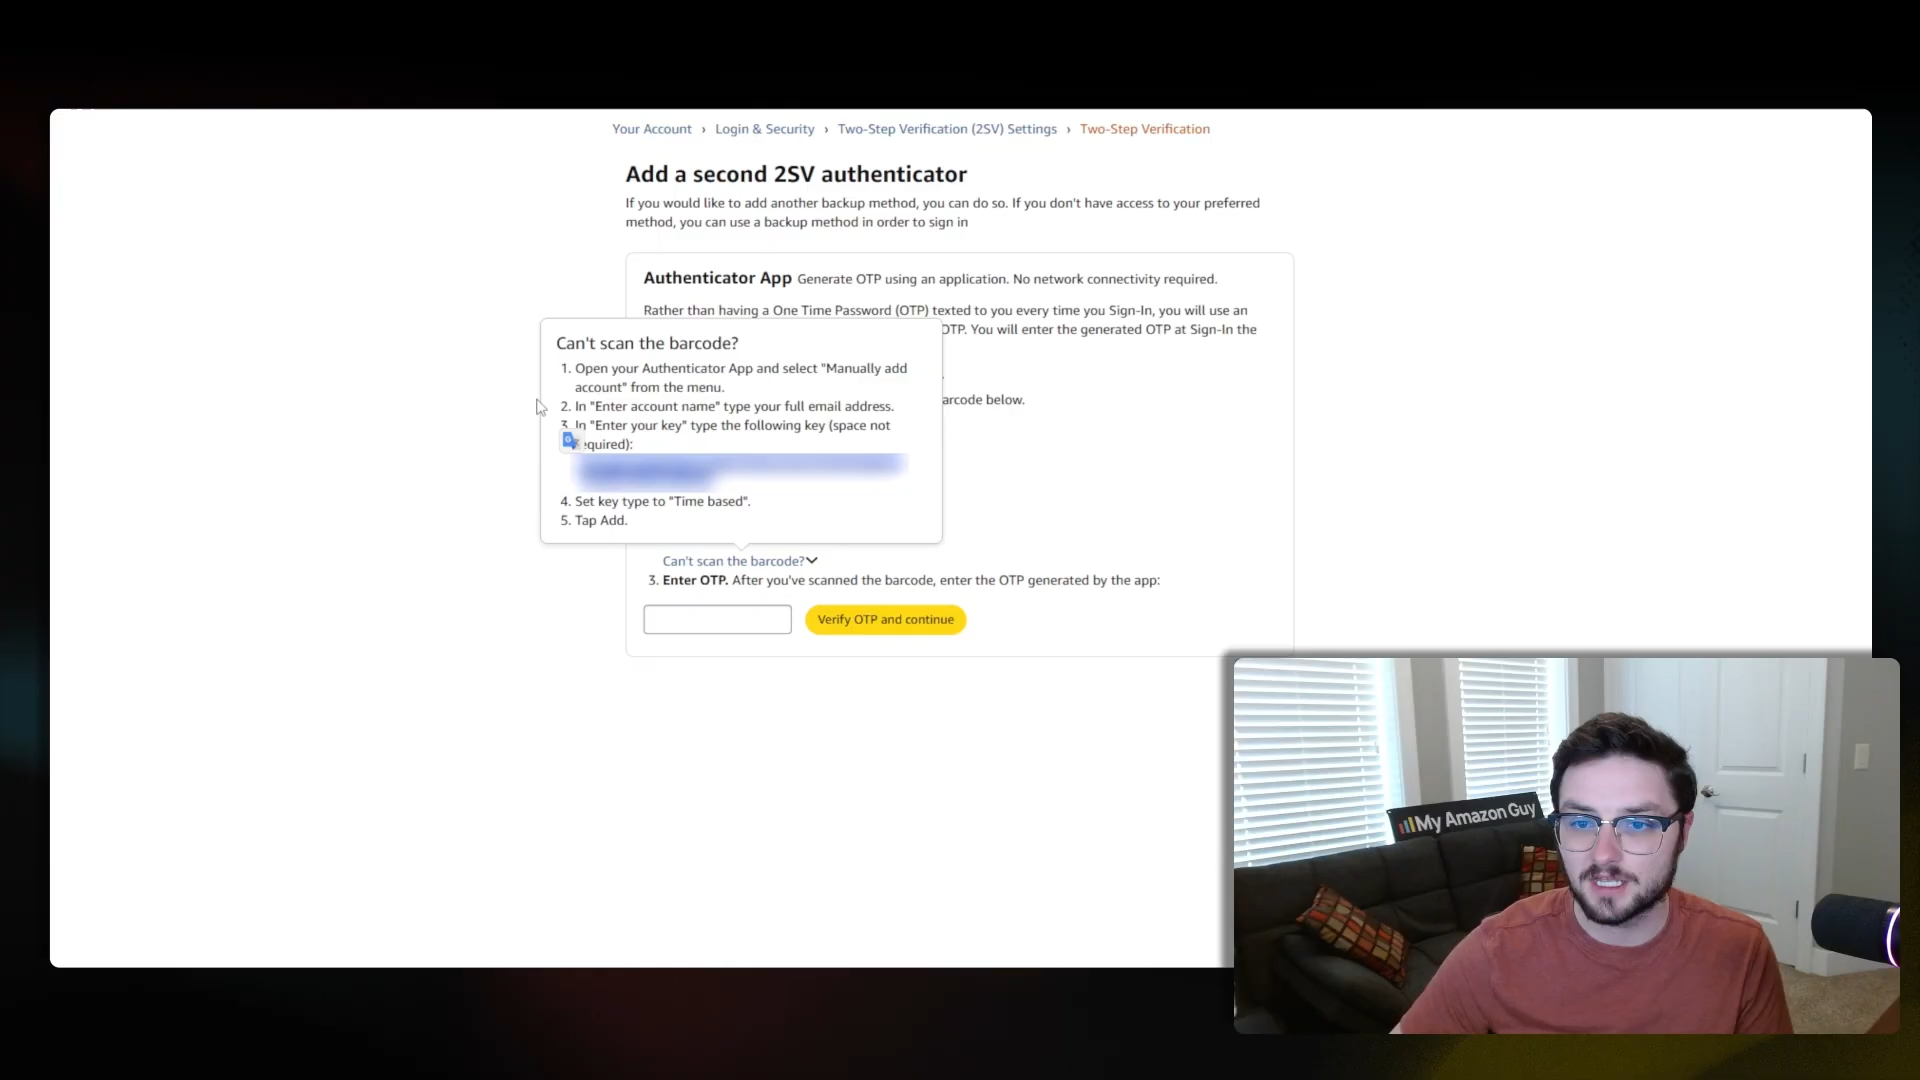 Your Account › Login & Security › Two-Step Verification (2SV) Settings › Two-Step Verification
Add a second 2SV authenticator
If you would like to add another backup method, you can do so. If you don't have access to your preferred
method, you can use a backup method in order to sign in
Authenticator App Generate OTP using an application. No network connectivity required.
Rather than having a One Time Password (OTP) texted to you every time you Sign-In, you will use an
OTP. You will enter the generated OTP at Sign-In the
Can't scan the barcode?
1. Open your Authenticator App and select "Manually add
account" from the menu.
2. In "Enter account name" type your full email address.
arcode below.
3. In "Enter your key" type the following key (space not
equired):
4. Set key type to "Time based".
5. Tap Add.
Can't scan the barcode?
3. Enter OTP. After you've scanned the barcode, enter the OTP generated by the app:
Verify OTP and continue
My Amazon Guy